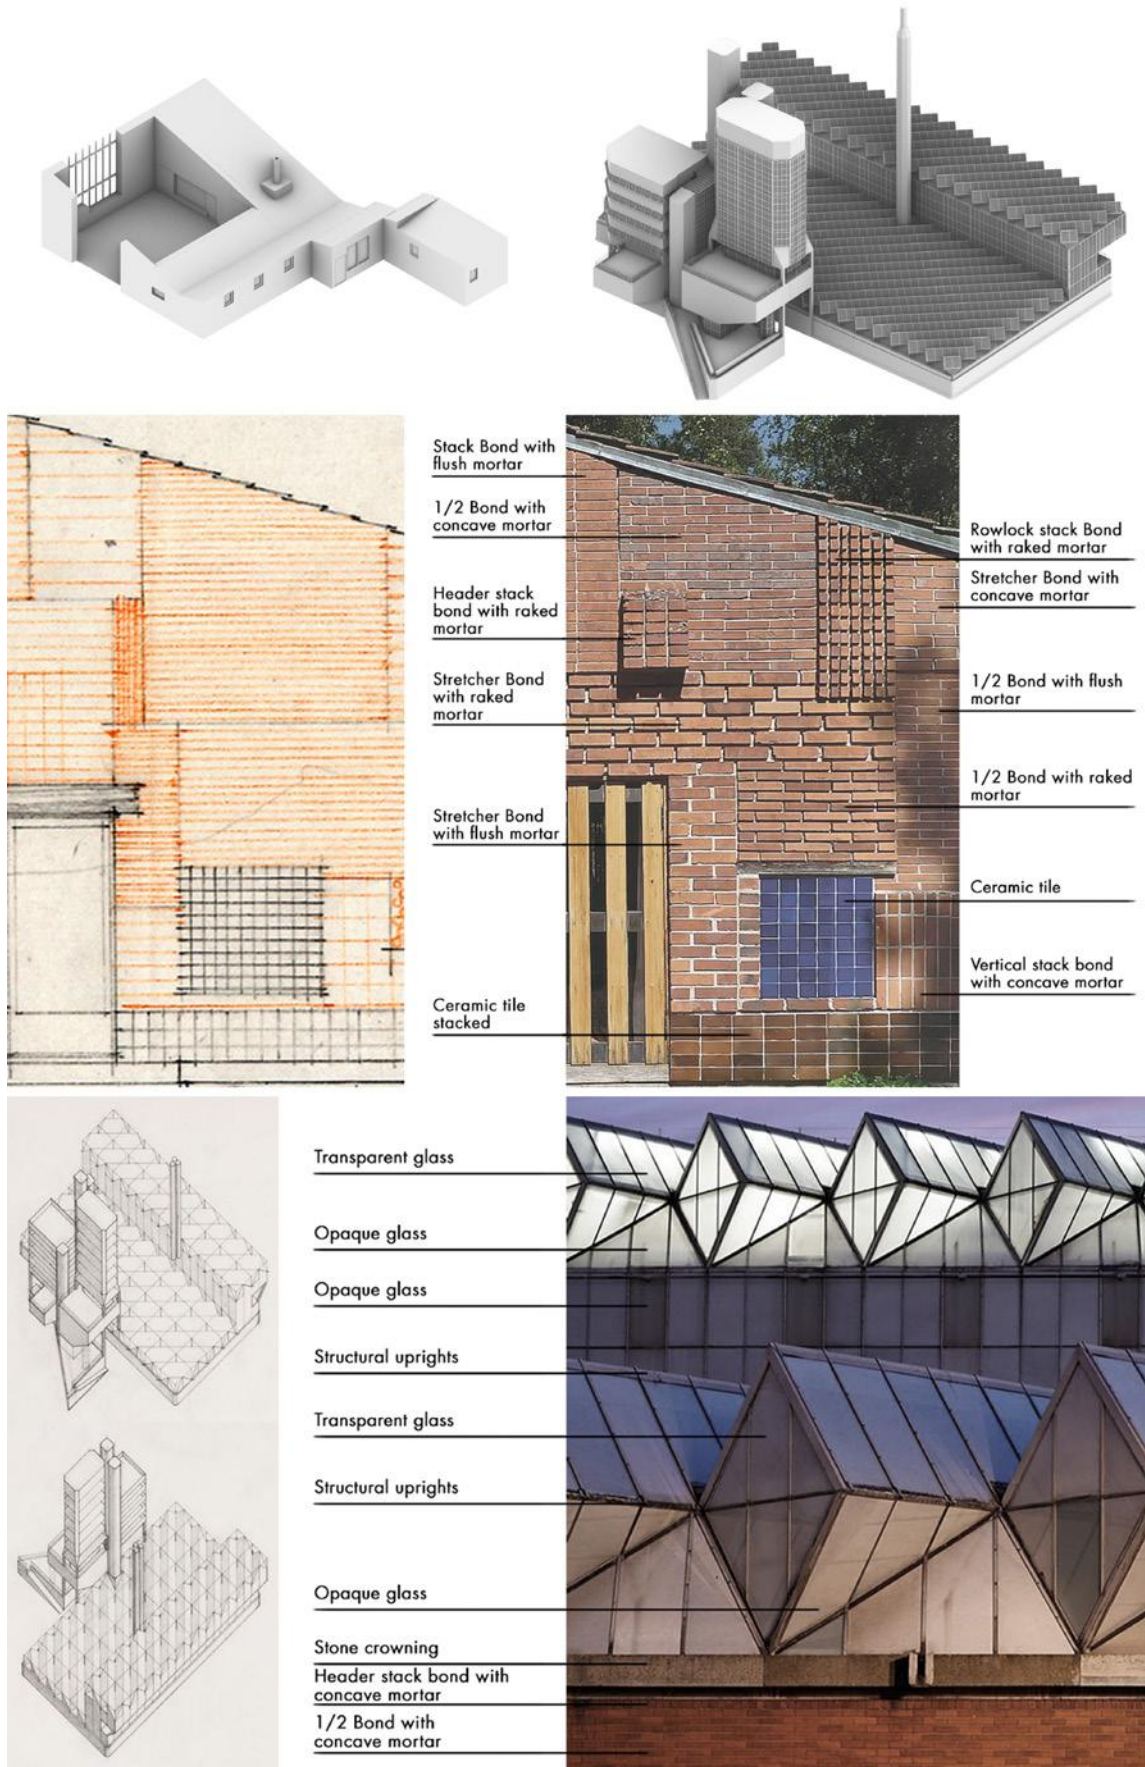 Stack Bond with
flush mortar
1/2 Bond with
concave mortar
Header stack
bond with raked
mortar
Stretcher Bond
with raked
mortar
Stretcher Bond
with flush mortar
Ceramic tile
stacked
Rowlock stack Bond
with raked mortar
Stretcher Bond with
concave mortar
1/2 Bond with flush
mortar
1/2 Bond with raked
mortar
Ceramic tile
Vertical stack bond
with concave mortar
Transparent glass
Opaque glass
Opaque glass
Structural uprights
Transparent glass
Structural uprights
Opaque glass
Stone crowning
Header stack bond with
concave mortar
1/2 Bond with
concave mortar